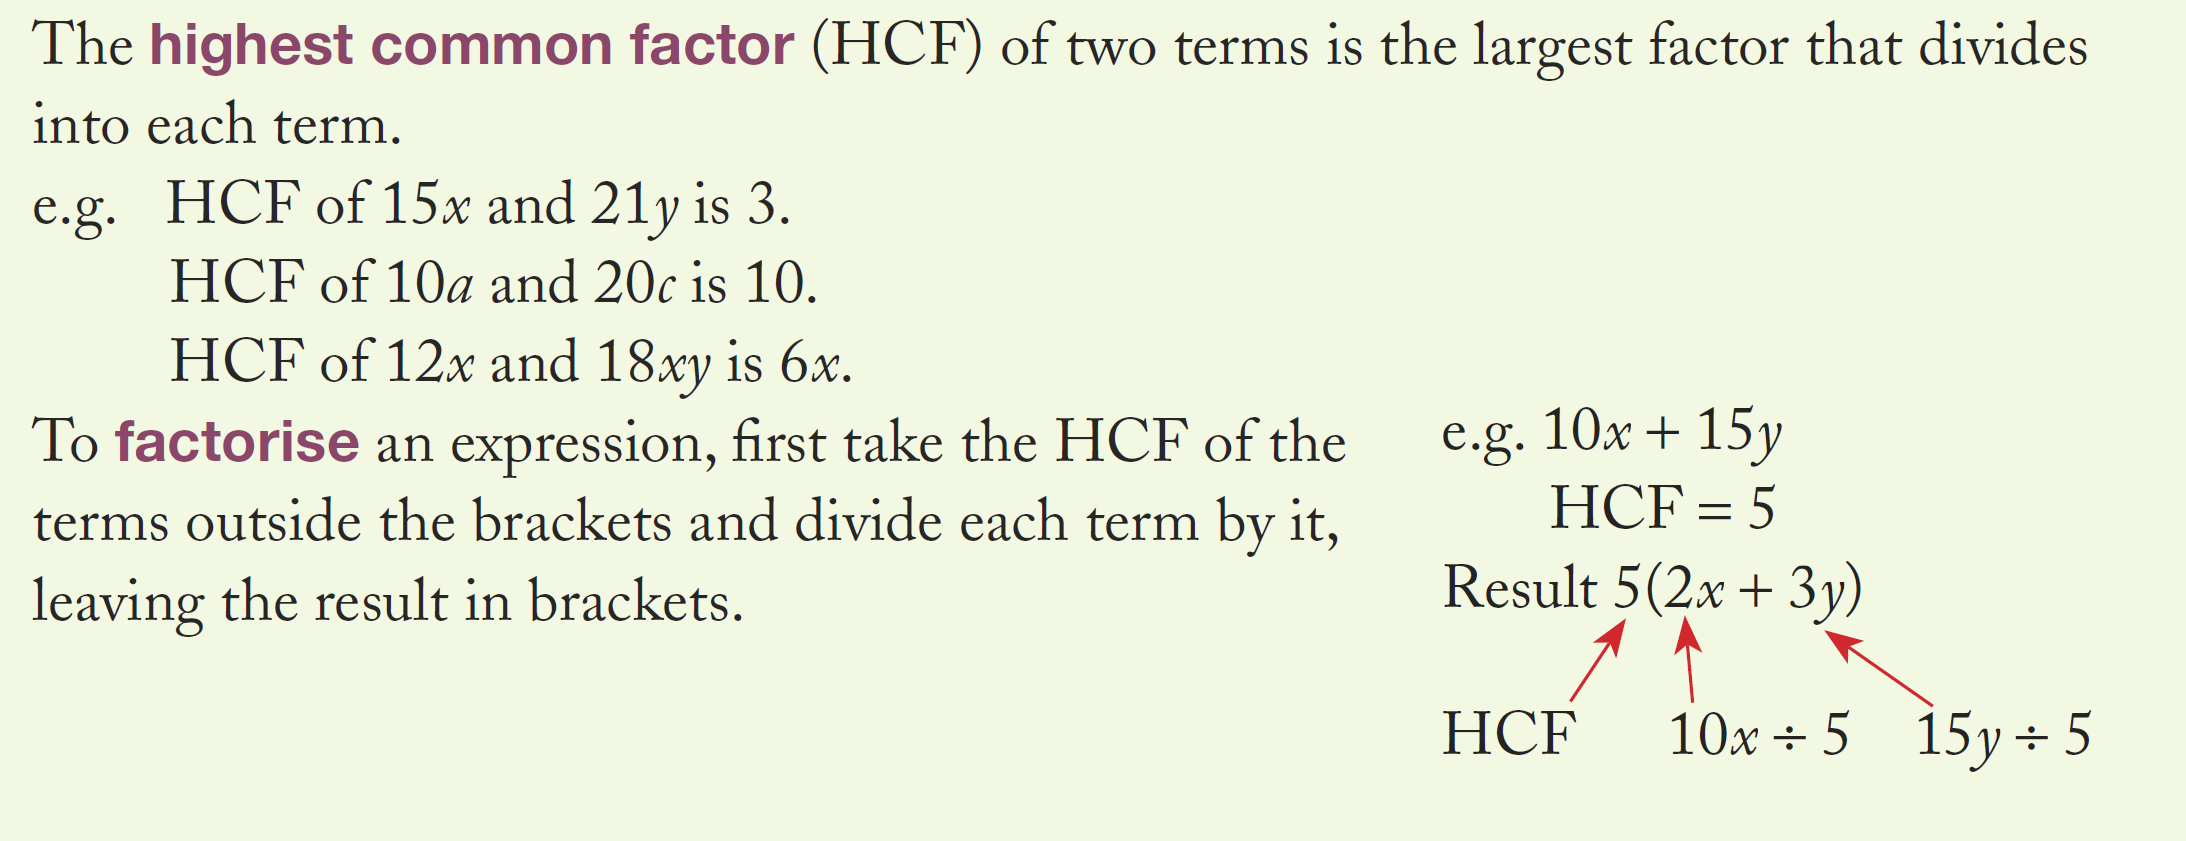 The highest common factor (HCF) of two terms is the largest factor that divides
into each term.
e.g. HCF of 15x and 21y is 3.
HCF of 10a and 20c is 10.
HCF of 12x and 18xy is 6x.
To factorise an expression, first take the HCF of the
terms outside the brackets and divide each term by it,
leaving the result in brackets.
e.g. 10x + 15y
HCF = 5
Result 5(2x + 3y)
HCF 10x ÷ 5 15y ÷ 5